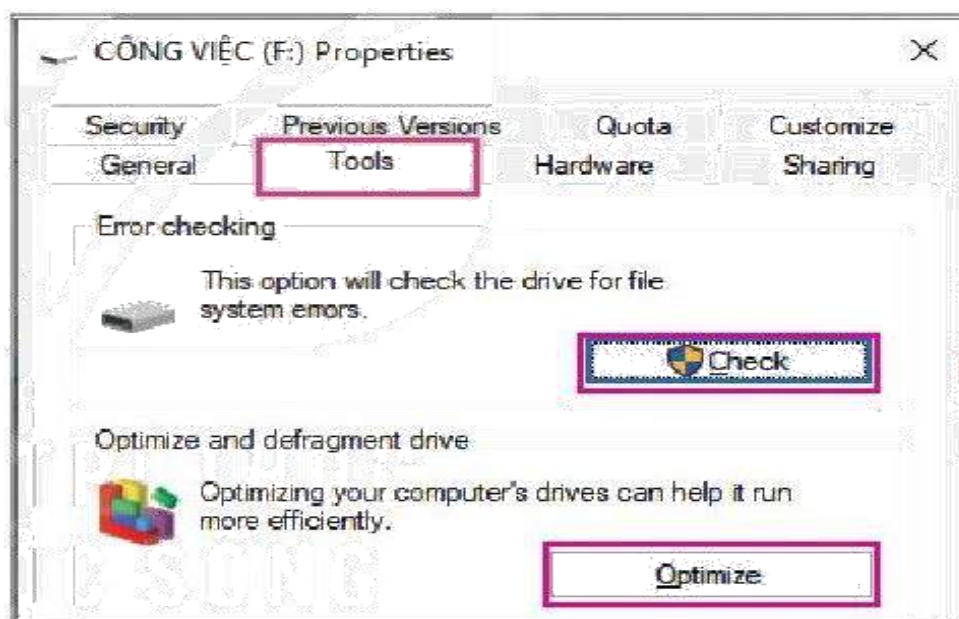 CÔNG VIỆC (F:) Properties
Security Previous Versions Quota Customize
General Tools Hardware Sharing
Error checking
This option will check the drive for file
system errors.
Check
Optimize and defragment drive
Optimizing your computer's drives can help it run
more efficiently.
Optimize